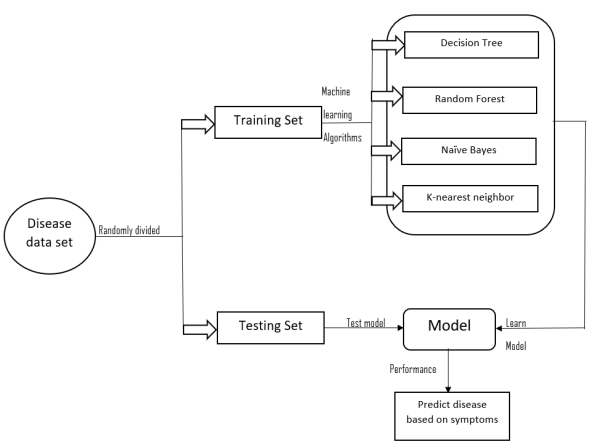 Disease
data set
Randomly divided
Training Set
Machine
learning
Algorithms
Decision Tree
Random Forest
Naïve Bayes
K-nearest neighbor
Testing Set
Test model
Model
Learn
Model
Performance
Predict disease
based on symptoms